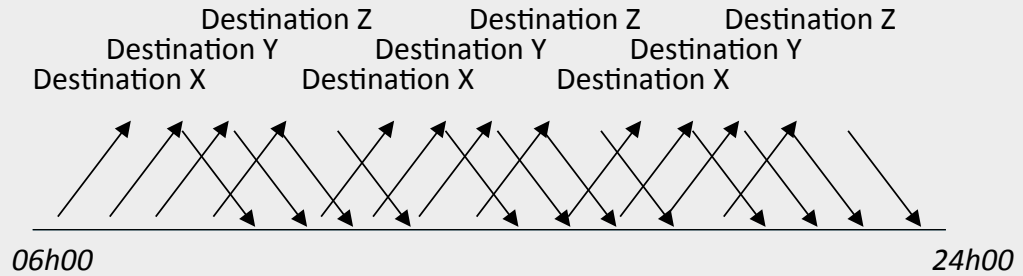 Destination Z Destination Z Destination Z
Destination Y Destination Y Destination Y
Destination X Destination X Destination X
06h00 24h00